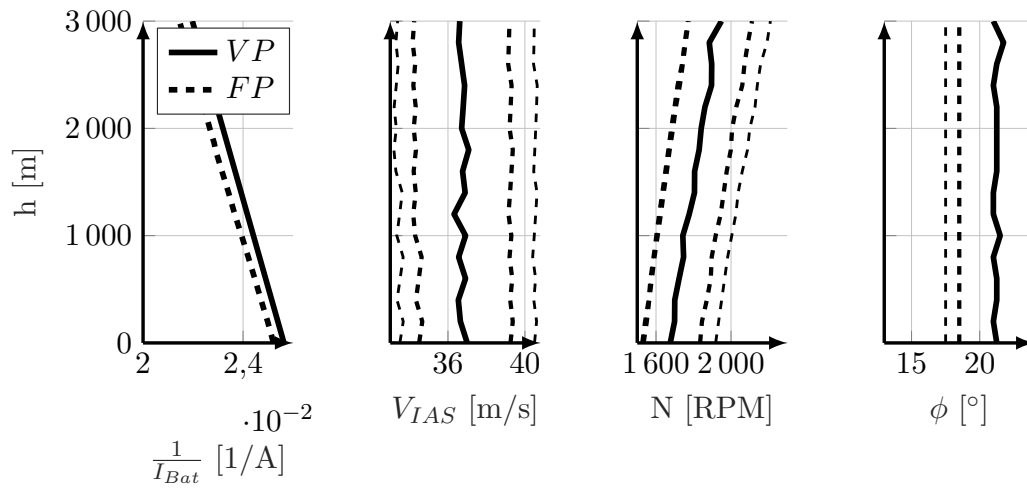 3 000
2 000
1 000
0
h [m]
VP
FP
2
2,4
·10⁻²
1/I_Bat [1/A]
36
40
V_IAS [m/s]
1 600
2 000
N [RPM]
15
20
ϕ [°]